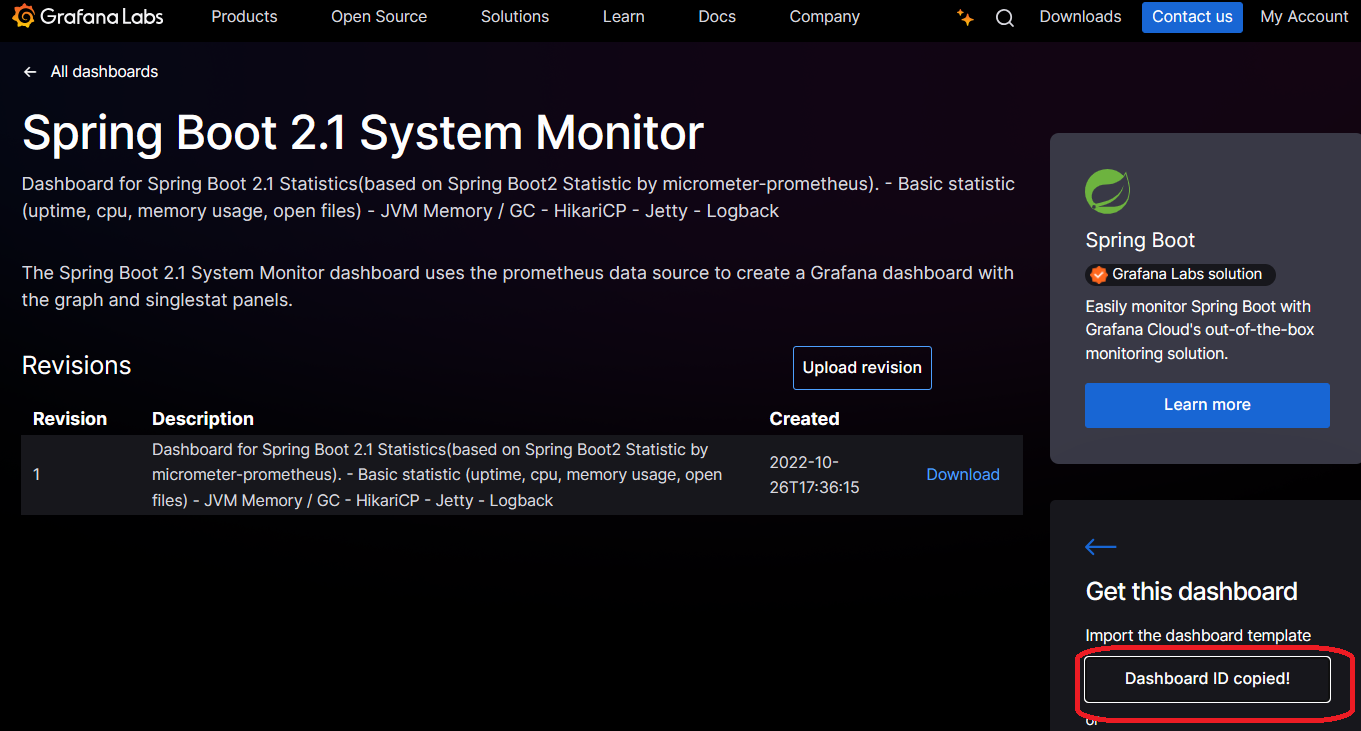 Grafana Labs Products Open Source Solutions Learn Docs Company Downloads Contact us My Account
← All dashboards
Spring Boot 2.1 System Monitor
Dashboard for Spring Boot 2.1 Statistics(based on Spring Boot2 Statistic by micrometer-prometheus). - Basic statistic
(uptime, cpu, memory usage, open files) - JVM Memory / GC - HikariCP - Jetty - Logback
The Spring Boot 2.1 System Monitor dashboard uses the prometheus data source to create a Grafana dashboard with
the graph and singlestat panels.
Revisions
Upload revision
Revision Description Created
1
Dashboard for Spring Boot 2.1 Statistics(based on Spring Boot2 Statistic by
micrometer-prometheus). - Basic statistic (uptime, cpu, memory usage, open
files) - JVM Memory / GC - HikariCP - Jetty - Logback
2022-10-
26T17:36:15
Download
Spring Boot
Grafana Labs solution
Easily monitor Spring Boot with
Grafana Cloud's out-of-the-box
monitoring solution.
Learn more
Get this dashboard
Import the dashboard template
Dashboard ID copied!
or